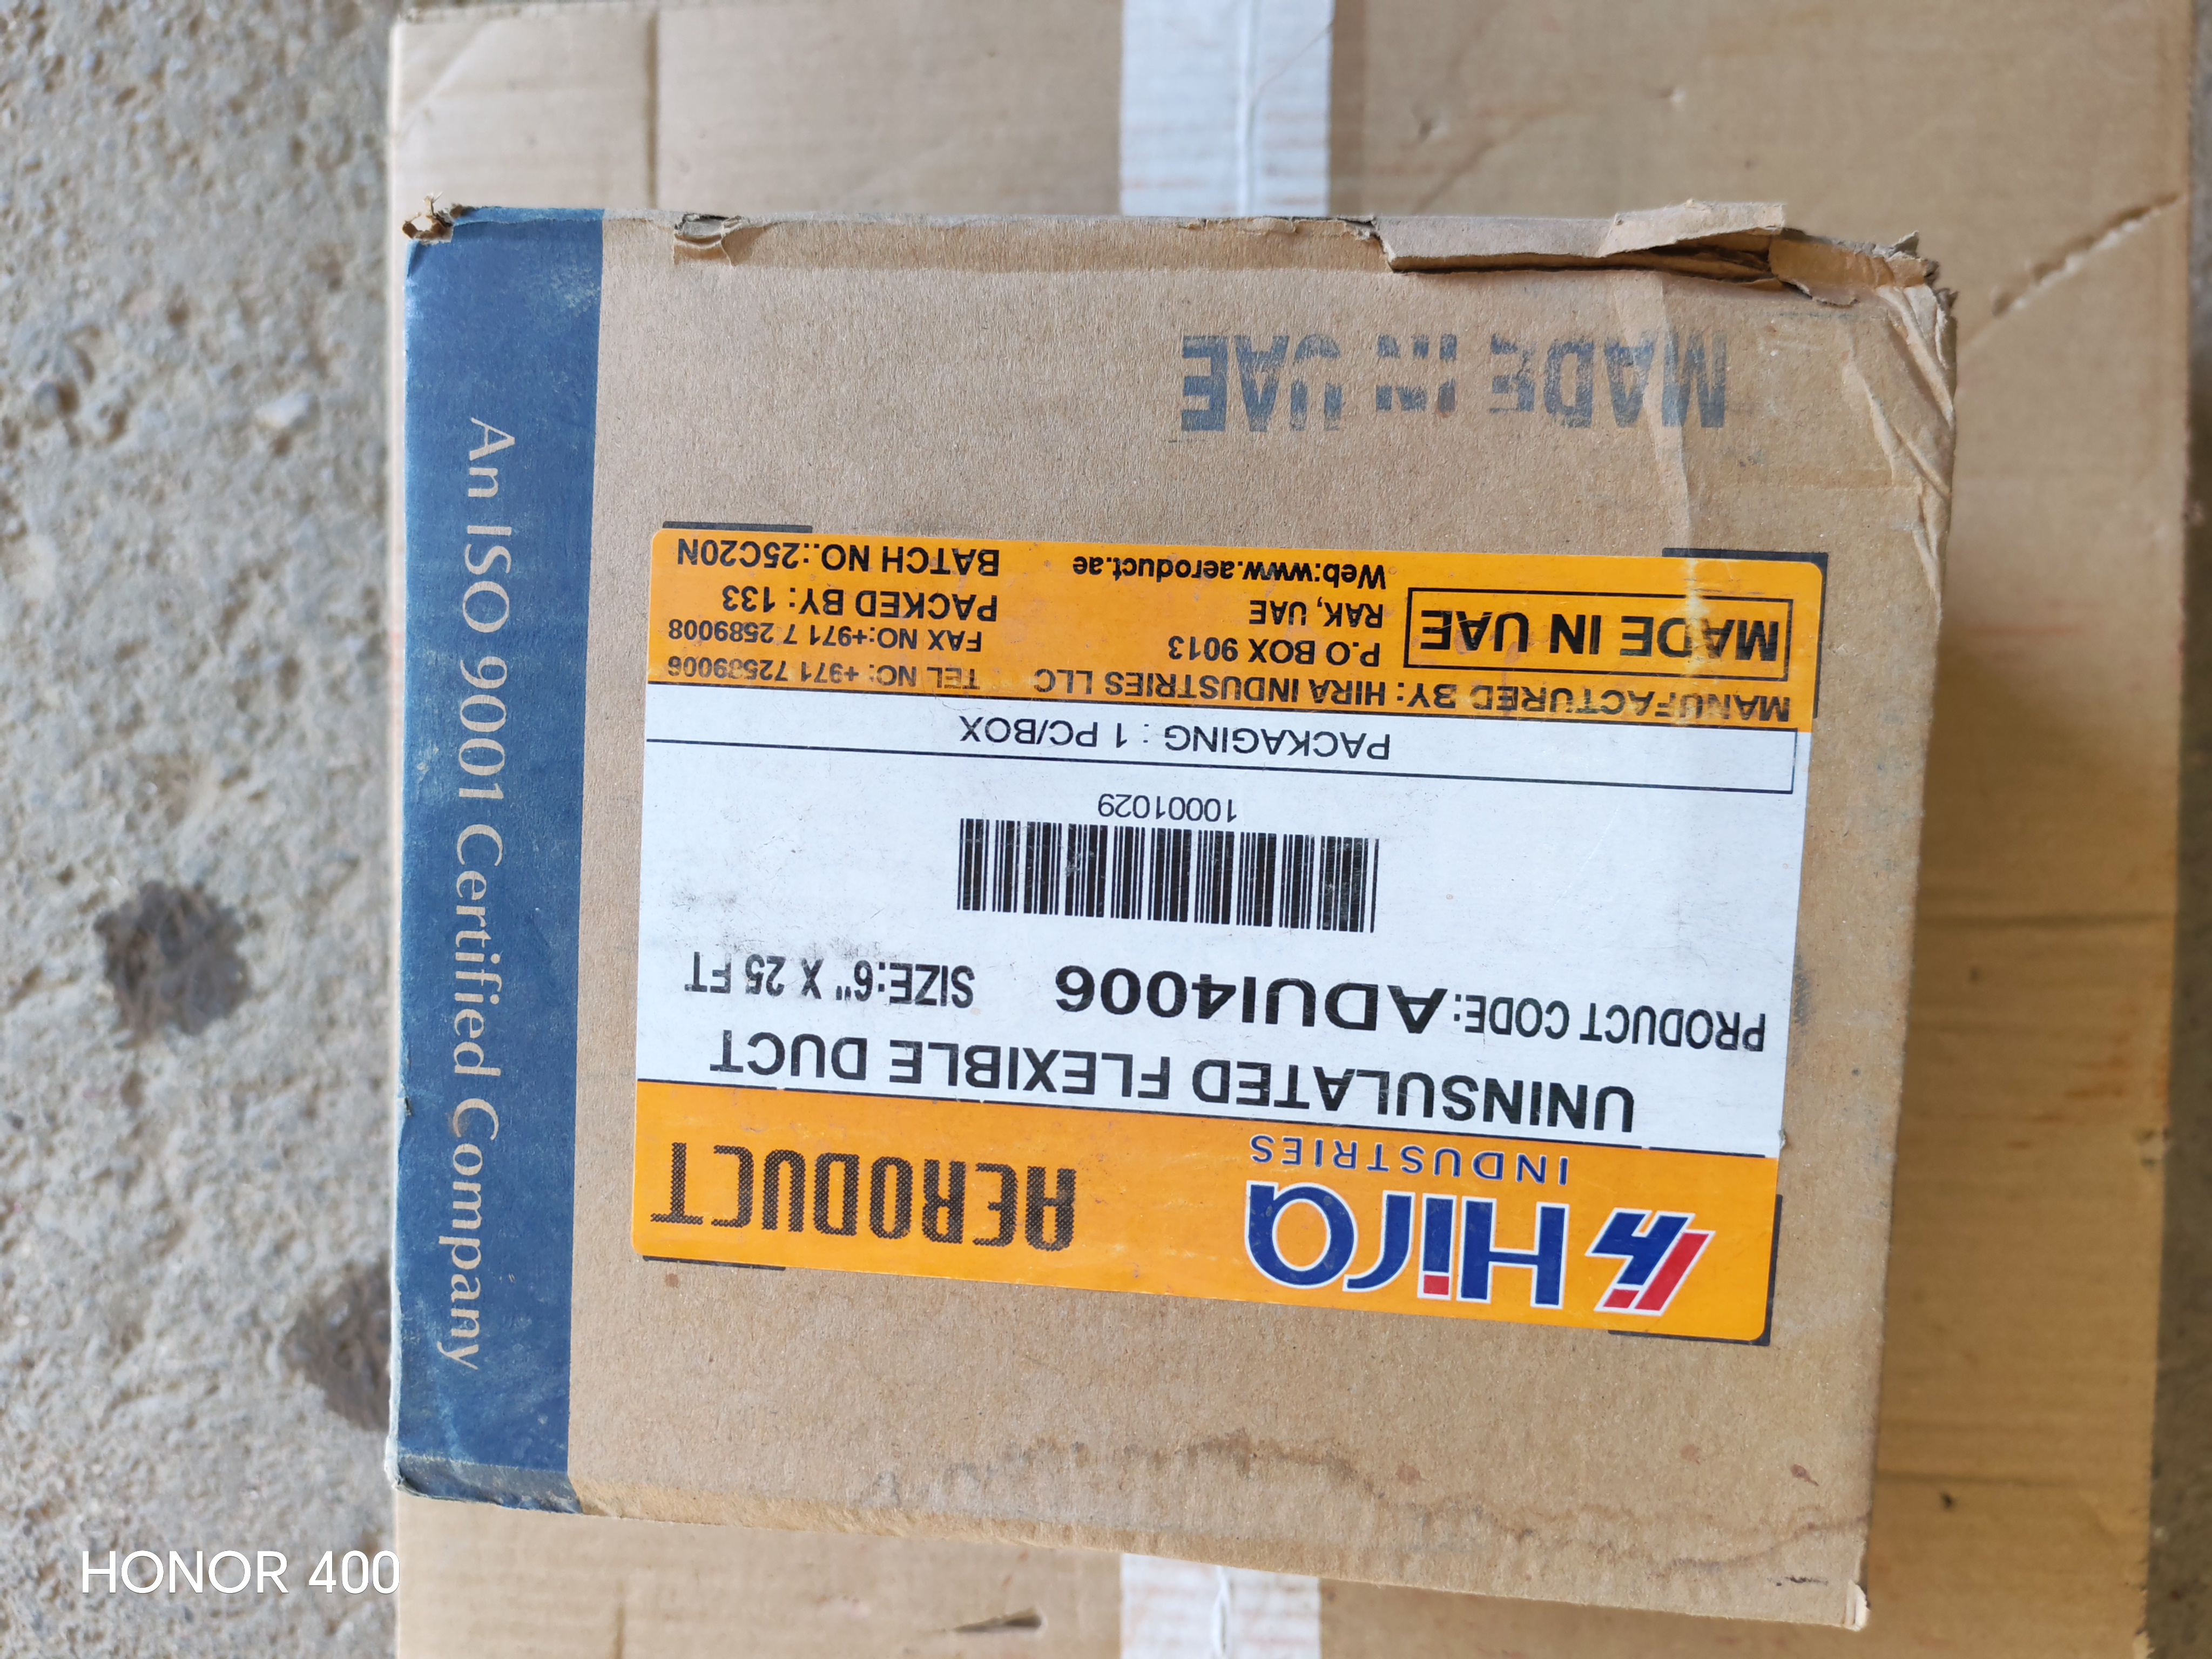 Hira
INDUSTRIES
AERODUCT
UNINSULATED FLEXIBLE DUCT
PRODUCT CODE: ADUI4006 SIZE:6" X 25 FT
10001029
PACKAGING : 1 PC/BOX
MANUFACTURED BY: HIRA INDUSTRIES LLC TEL NO: +971 72589006
P.O BOX 9013 FAX NO:+971 7 2589008
MADE IN UAE
RAK, UAE PACKED BY: 133
Web:www.aeroduct.ae BATCH NO.:25C20N
MADE IN UAE
An ISO 9001 Certified Company
HONOR 400